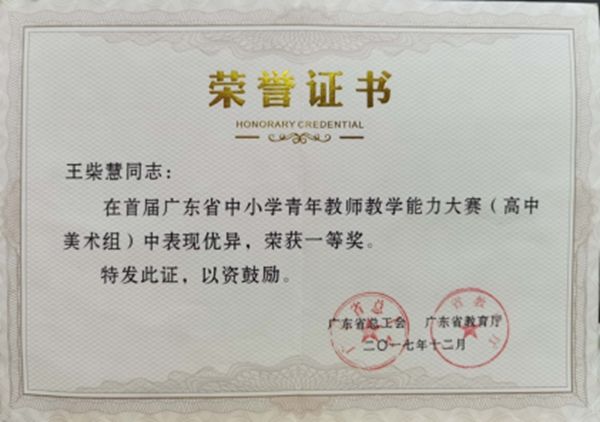 荣誉证书
HONORARY CREDENTIAL
王柴慧同志：
在首届广东省中小学青年教师教学能力大赛（高中
美术组）中表现优异，荣获一等奖。
特发此证，以资鼓励。
广东省总工会 广东省教育厅
二〇一七年十二月